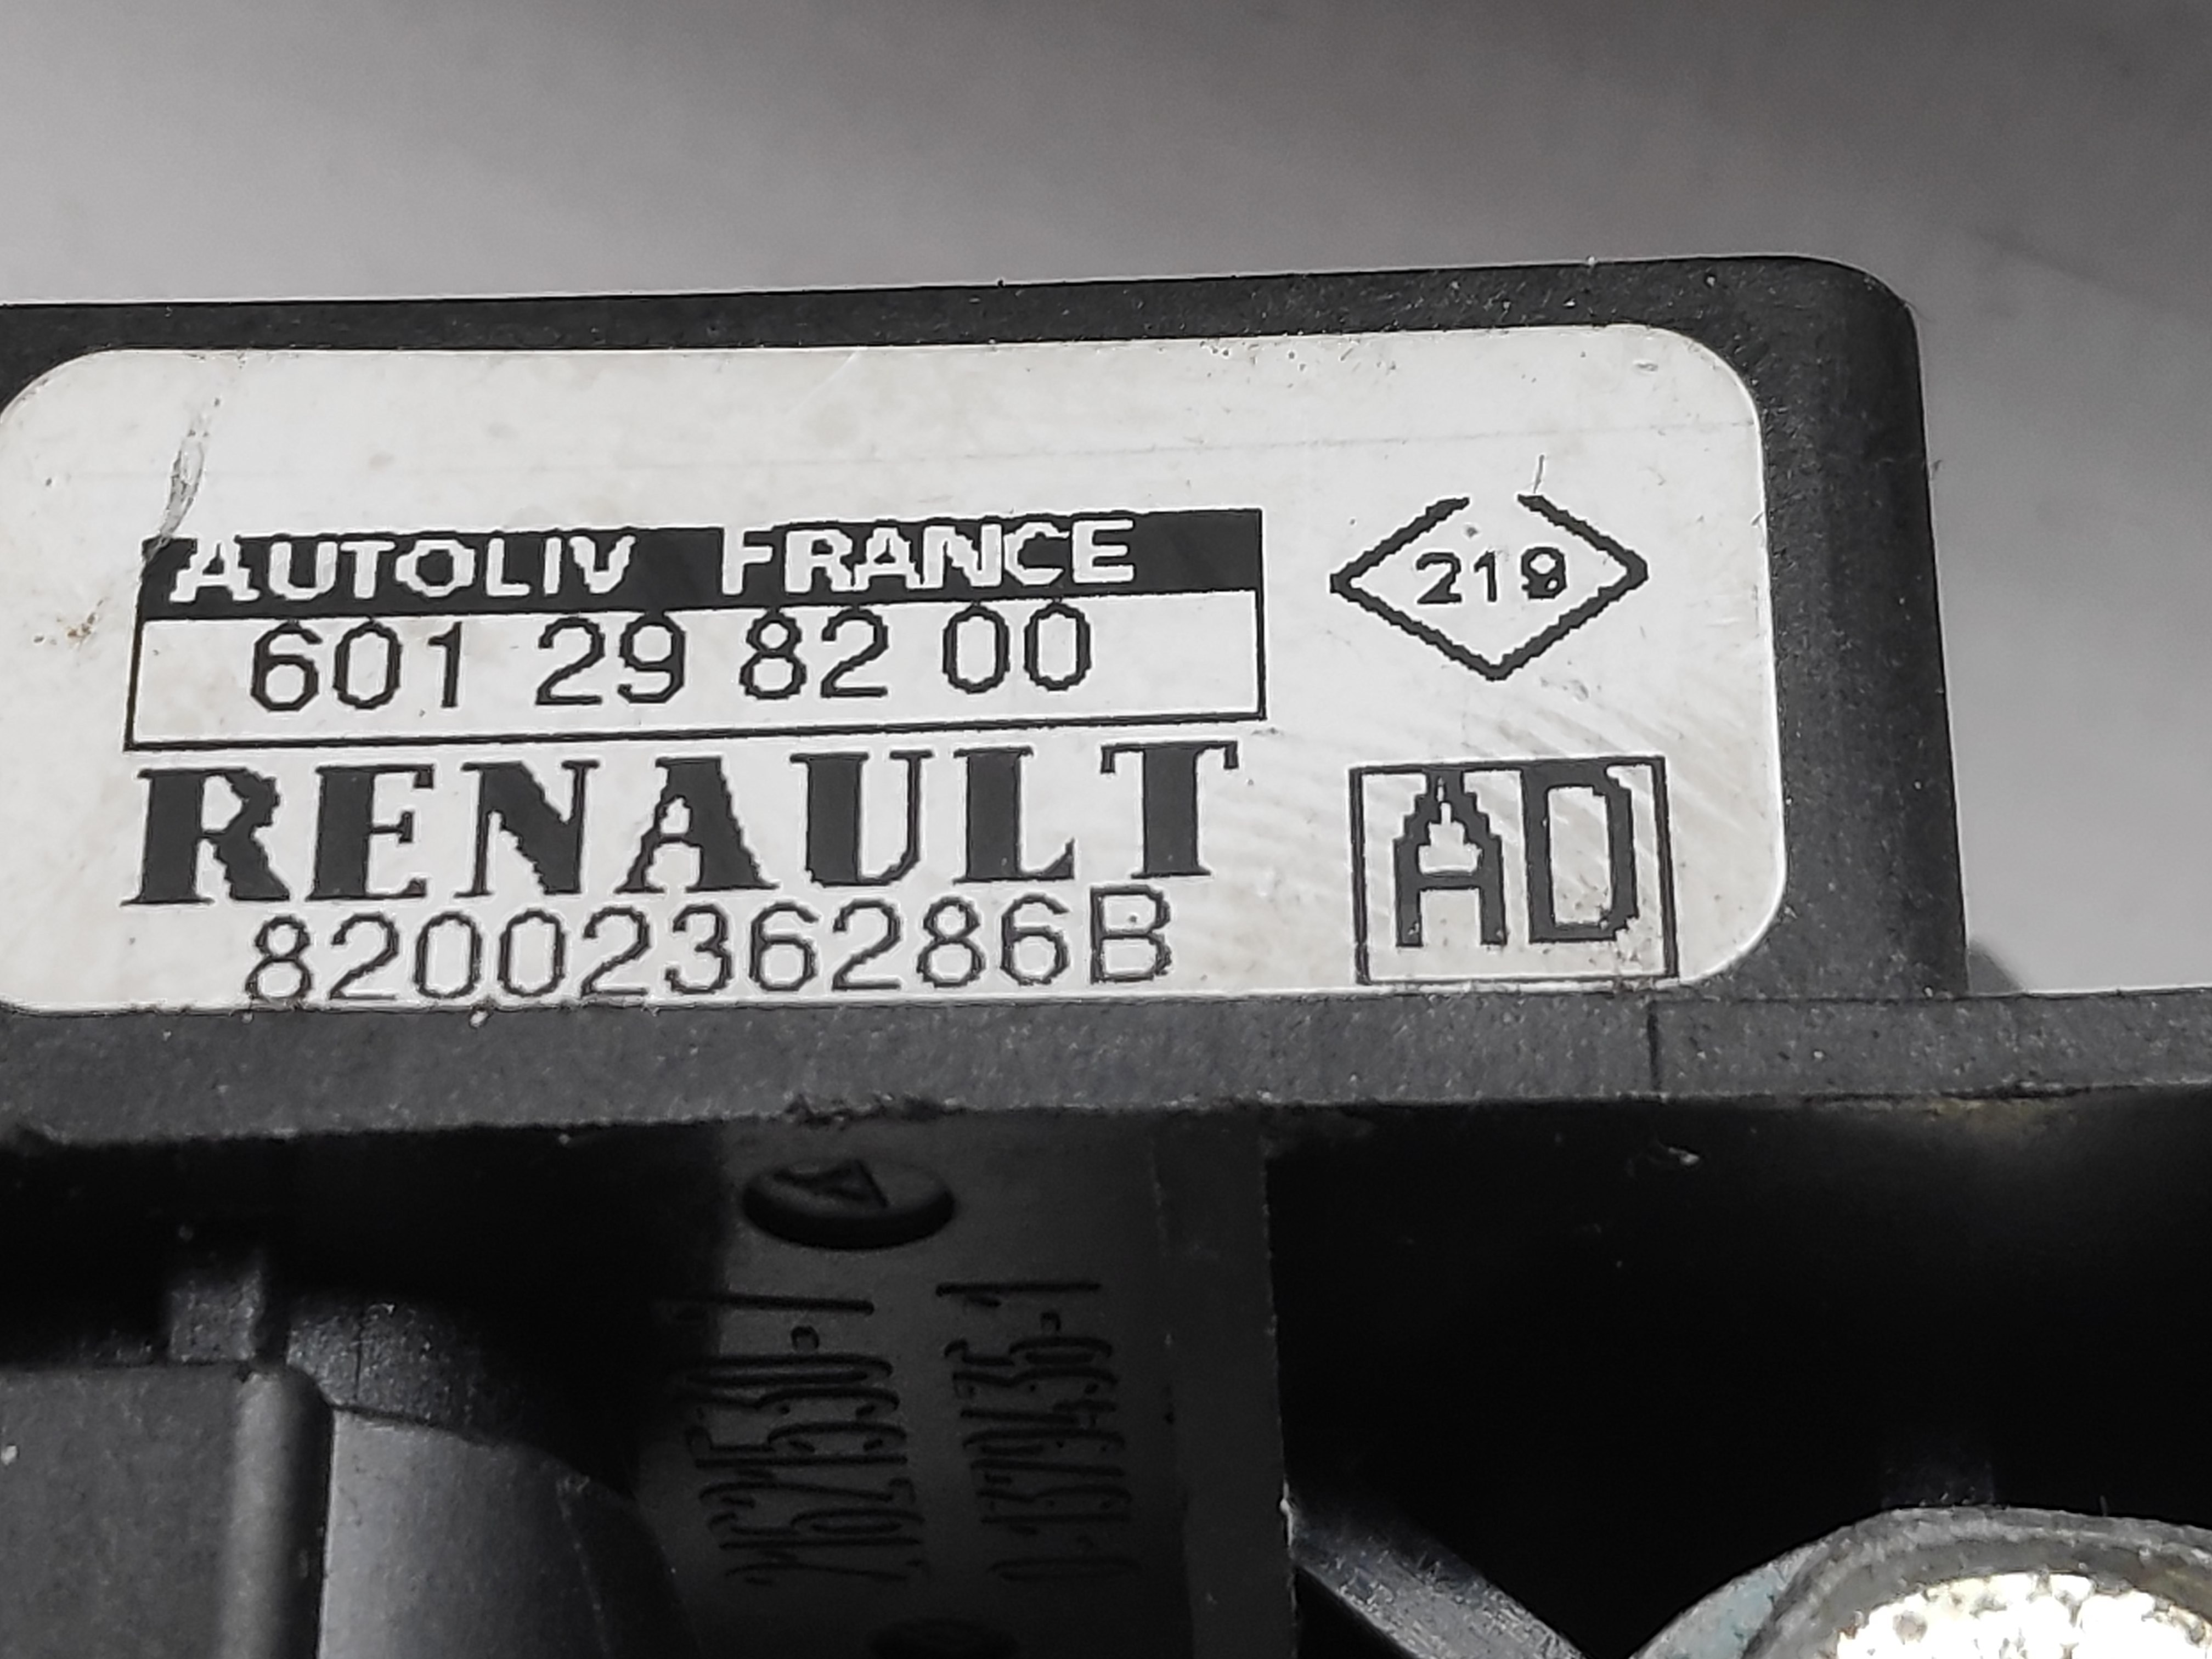 AUTOLIV FRANCE
601 29 82 00
219
RENAULT
8200236286B
AD